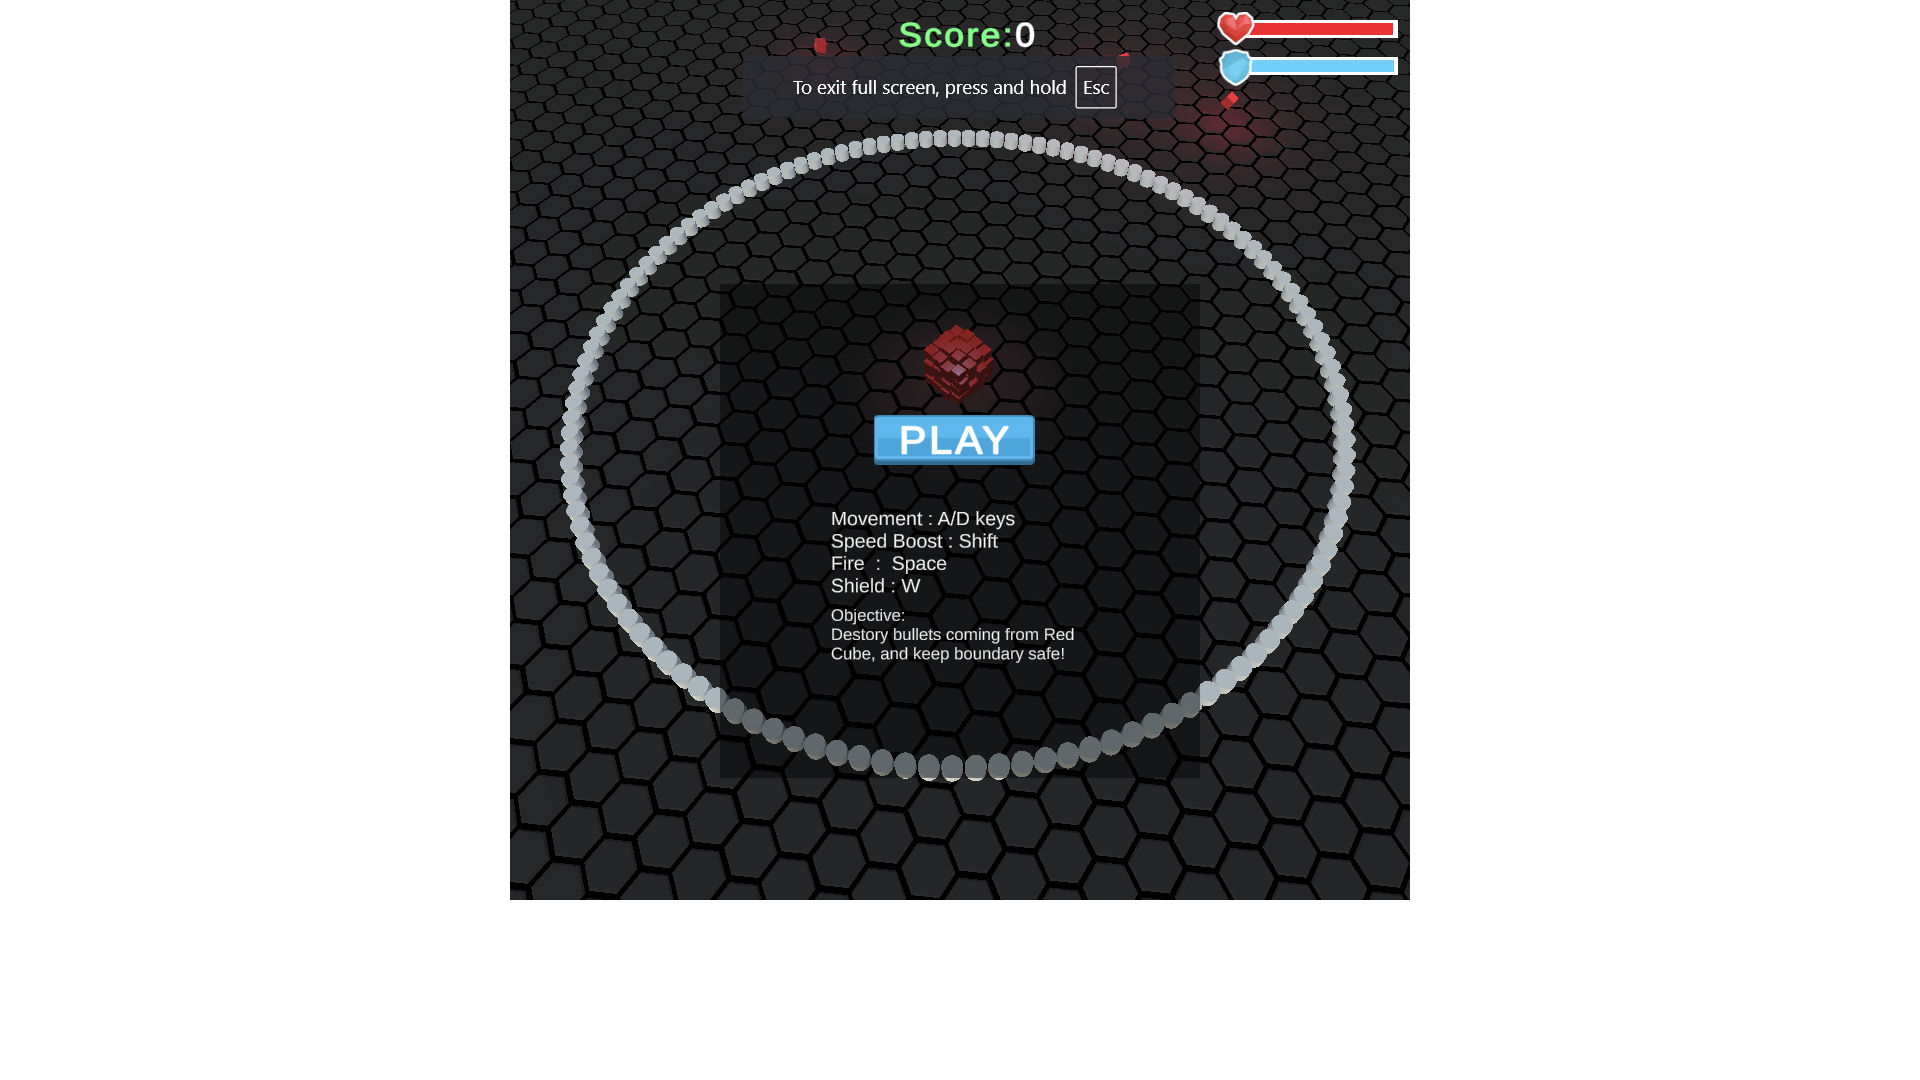 Score:0
To exit full screen, press and hold Esc
PLAY
Movement : A/D keys
Speed Boost : Shift
Fire : Space
Shield : W
Objective:
Destory bullets coming from Red
Cube, and keep boundary safe!